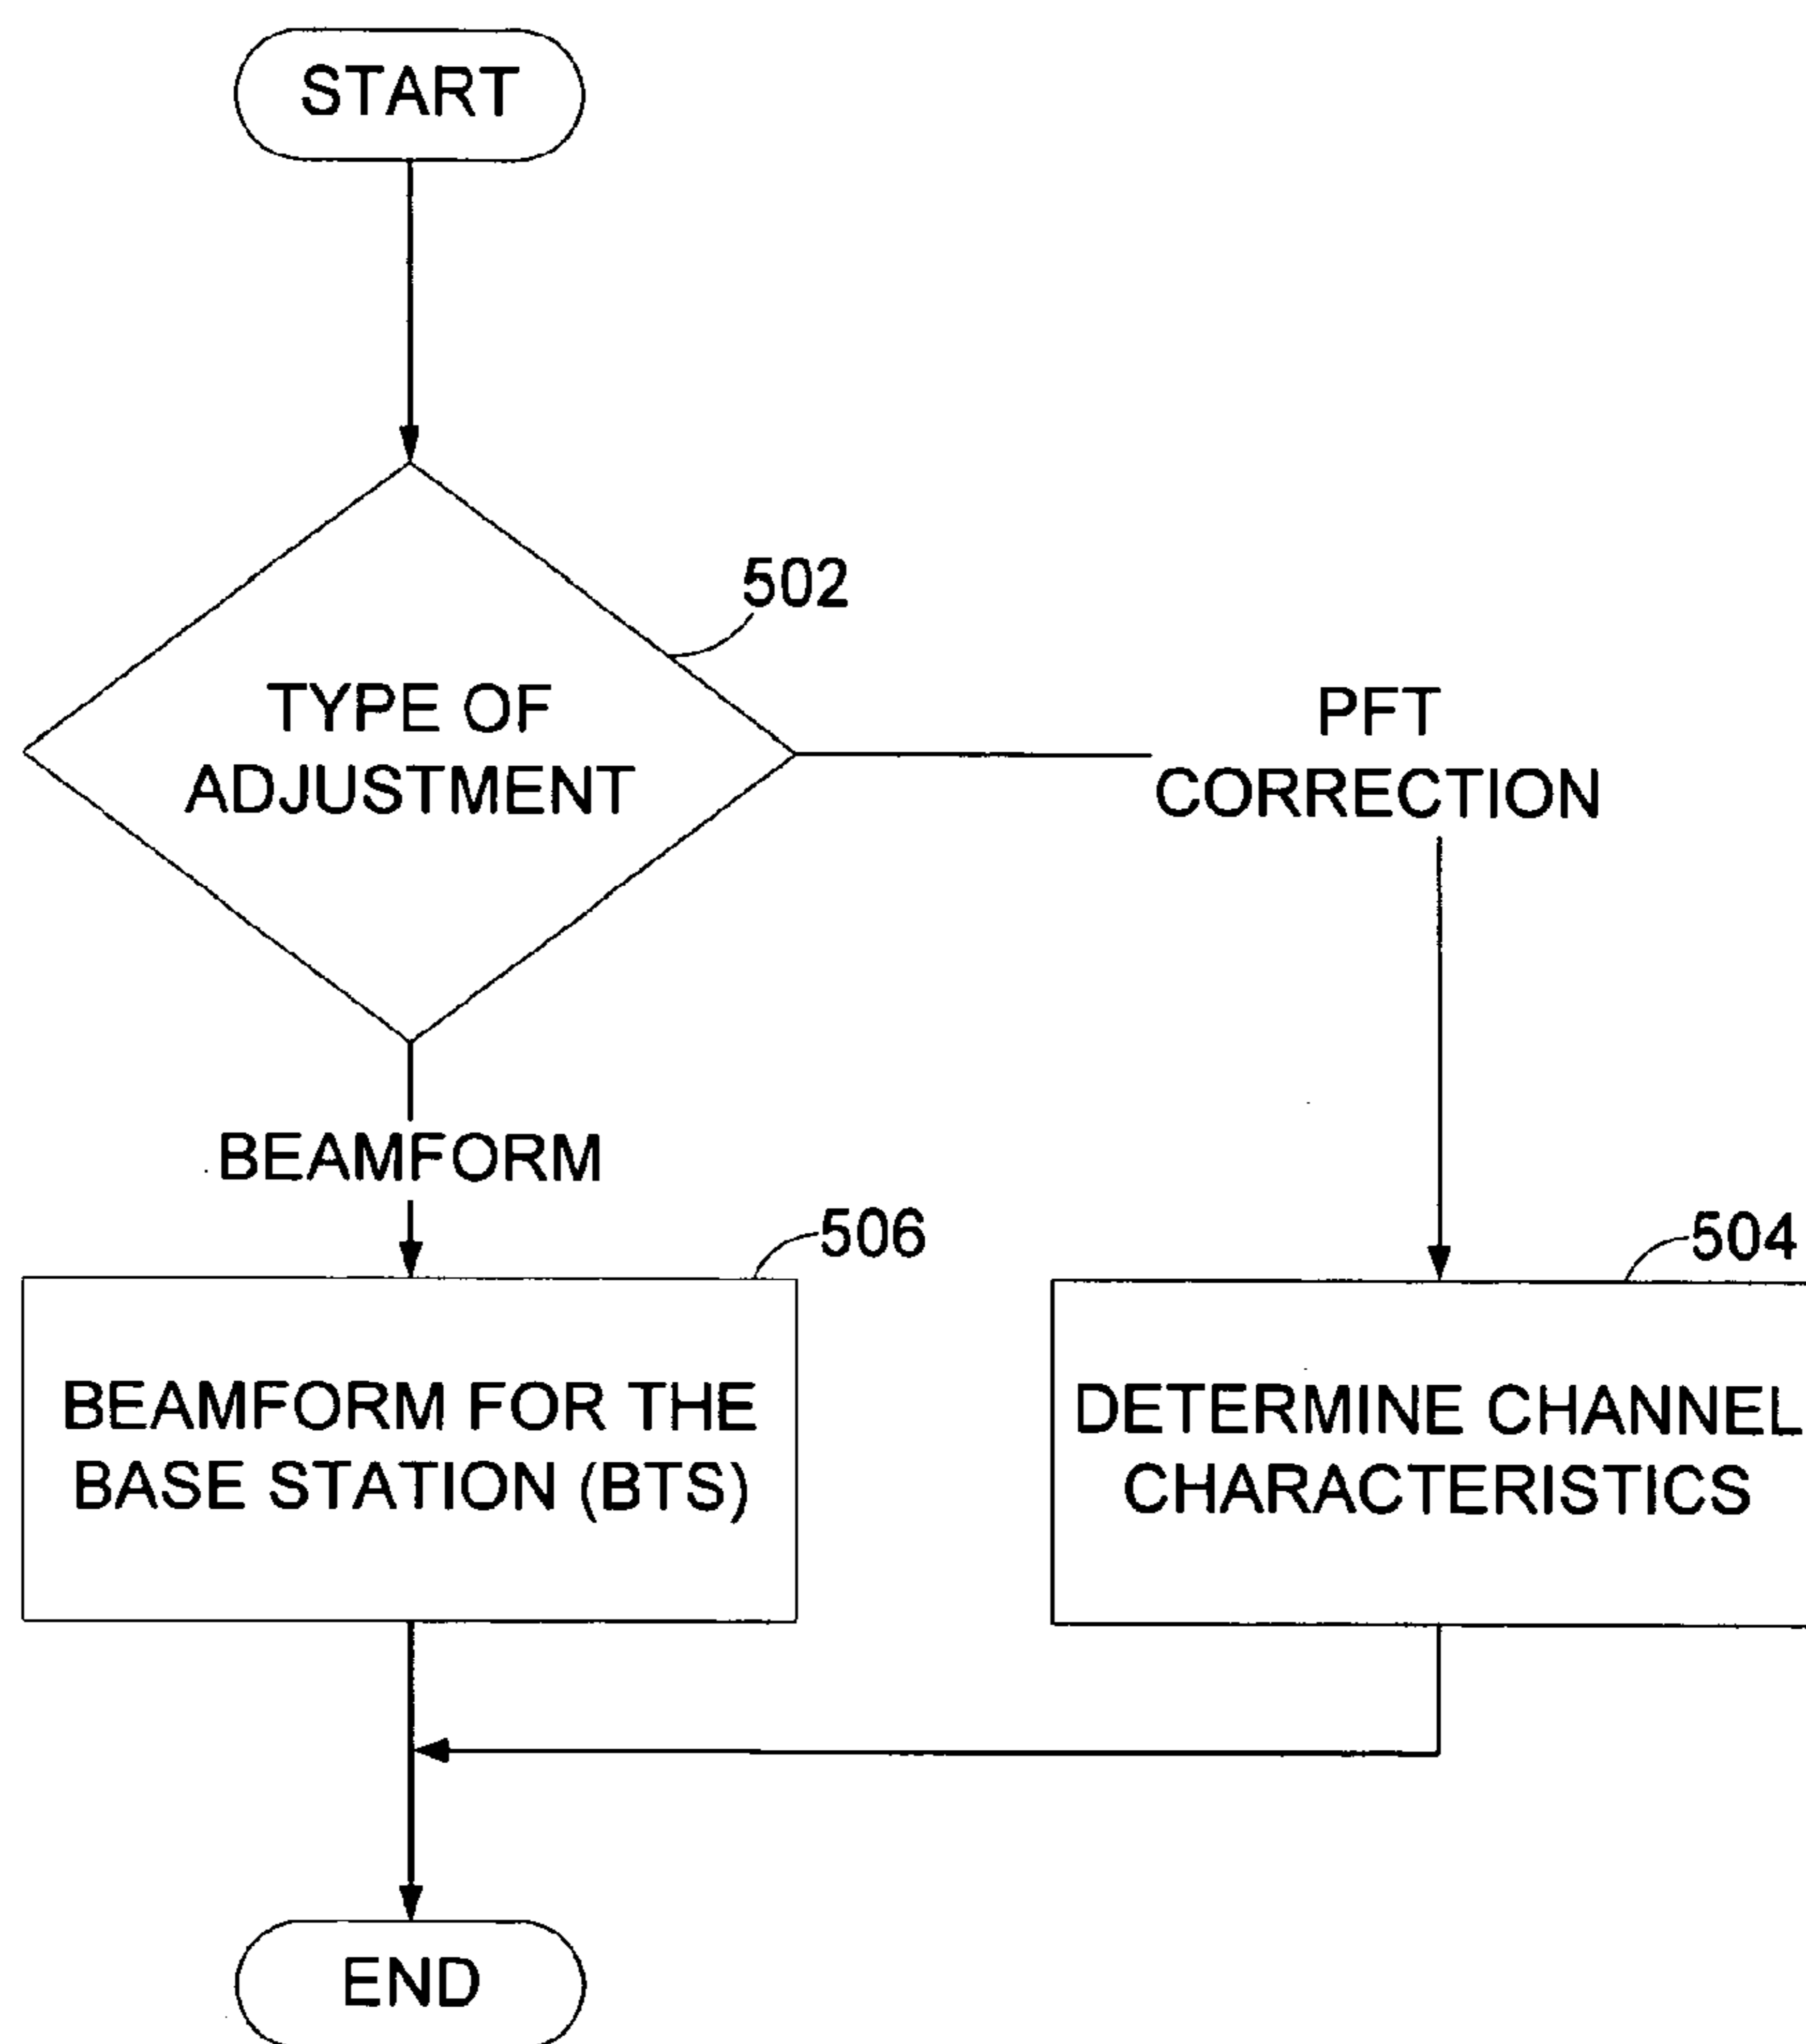 START
502
TYPE OF
ADJUSTMENT
PFT
CORRECTION
BEAMFORM
506
504
BEAMFORM FOR THE
BASE STATION (BTS)
DETERMINE CHANNEL
CHARACTERISTICS
END